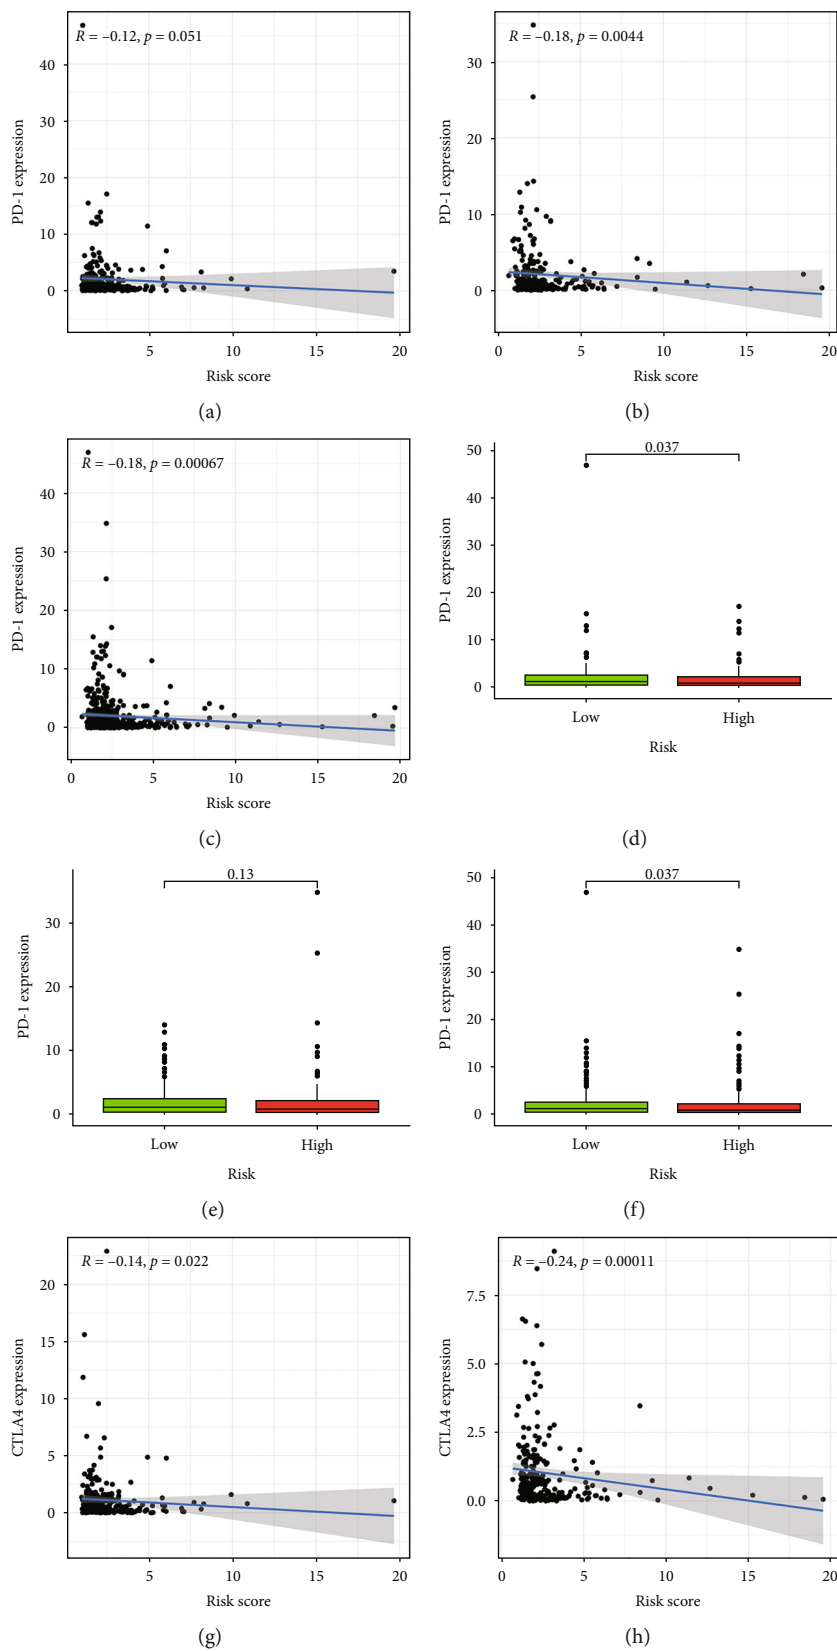 R = –0.12, p = 0.051
40
30
20
10
0
PD-1 expression
5
10
15
20
Risk score
(a)
R = –0.18, p = 0.0044
30
20
10
0
PD-1 expression
0
5
10
15
20
Risk score
(b)
R = –0.18, p = 0.00067
40
30
20
10
0
PD-1 expression
0
5
10
15
20
Risk score
(c)
0.037
50
40
30
20
10
0
PD-1 expression
Low
High
Risk
(d)
0.13
30
20
10
0
PD-1 expression
Low
High
Risk
(e)
0.037
50
40
30
20
10
0
PD-1 expression
Low
High
Risk
(f)
R = –0.14, p = 0.022
20
15
10
5
0
CTLA4 expression
5
10
15
20
Risk score
(g)
R = –0.24, p = 0.00011
7.5
5.0
2.5
0.0
CTLA4 expression
0
5
10
15
20
Risk score
(h)